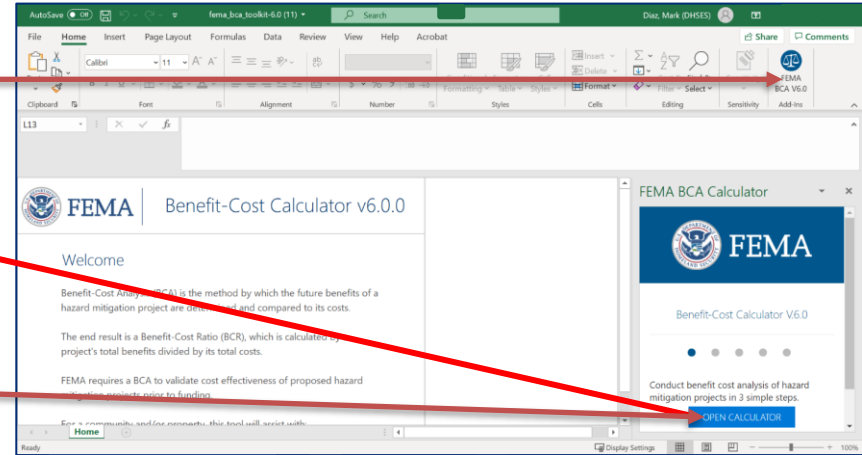 AutoSave Off fema_bca_toolkit-6.0 (11) Search Diaz, Mark (DHSES)
File Home Insert Page Layout Formulas Data Review View Help Acrobat Share Comments
Calibri 11 A A ab Insert
Delete
Formatting Table Styles Format Filter Select
FEMA
BCA V6.0
Clipboard Font Alignment Number Styles Cells Editing Sensitivity Add-ins
L13 fx
FEMA Benefit-Cost Calculator v6.0.0
Welcome
Benefit-Cost Analysis (BCA) is the method by which the future benefits of a
hazard mitigation project are determined and compared to its costs.
The end result is a Benefit-Cost Ratio (BCR), which is calculated by
project's total benefits divided by its total costs.
FEMA requires a BCA to validate cost effectiveness of proposed hazard
mitigation projects prior to funding.
For a community and/or property, this tool will assist with:
FEMA BCA Calculator
FEMA
Benefit-Cost Calculator V.6.0
Conduct benefit cost analysis of hazard
mitigation projects in 3 simple steps.
OPEN CALCULATOR
Home
Ready Display Settings 100%